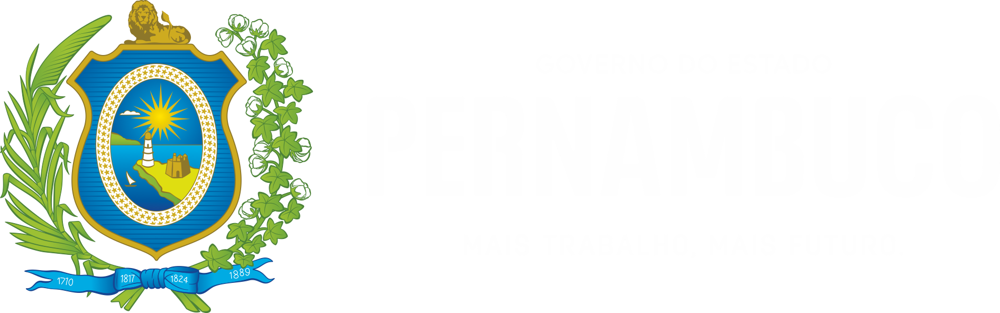 GOVERNO DO ESTADO
PERNAMBUCO
MAIS TRABALHO, MAIS FUTURO
1710 1817 1824 1889